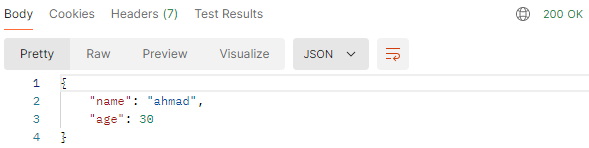 Body Cookies Headers (7) Test Results 200 OK
Pretty Raw Preview Visualize JSON
1 {
2 "name": "ahmad",
3 "age": 30
4 }